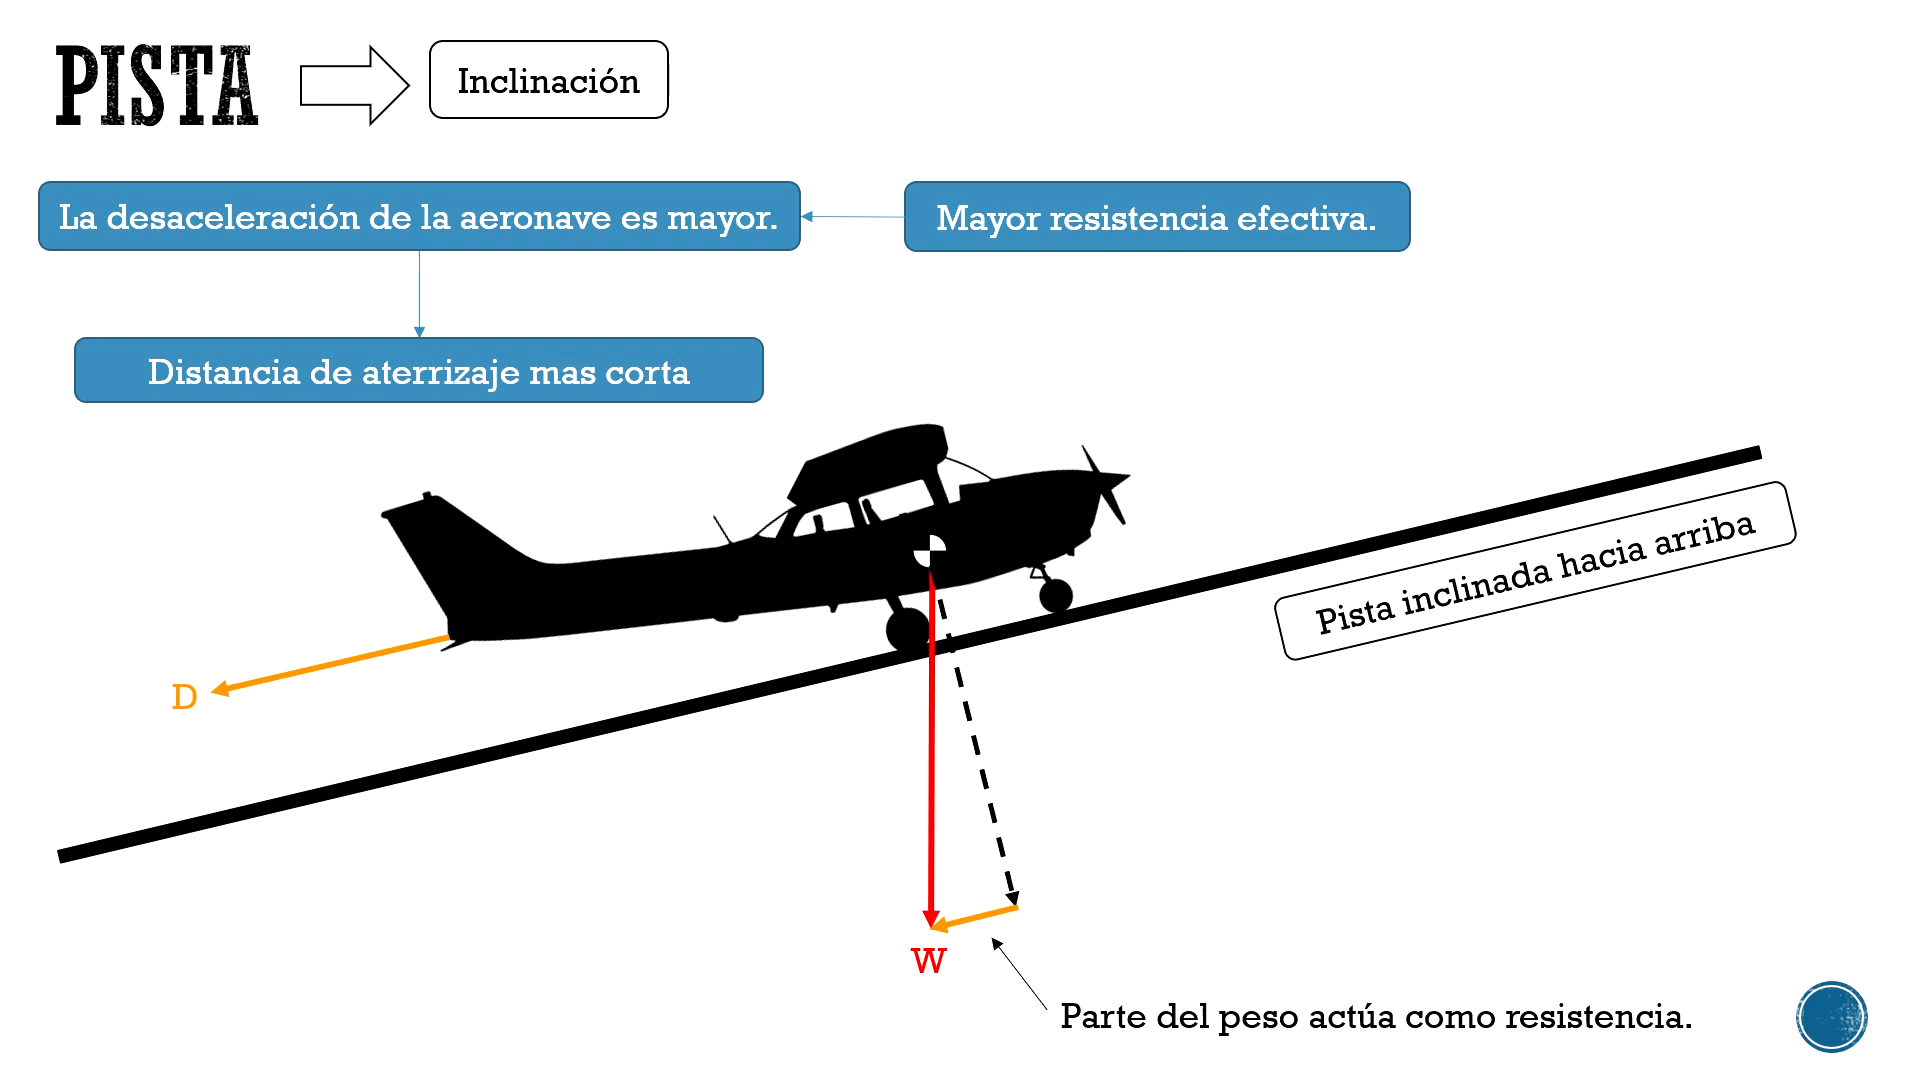 PISTA
Inclinación
La desaceleración de la aeronave es mayor.
Mayor resistencia efectiva.
Distancia de aterrizaje mas corta
Pista inclinada hacia arriba
D
W
Parte del peso actúa como resistencia.